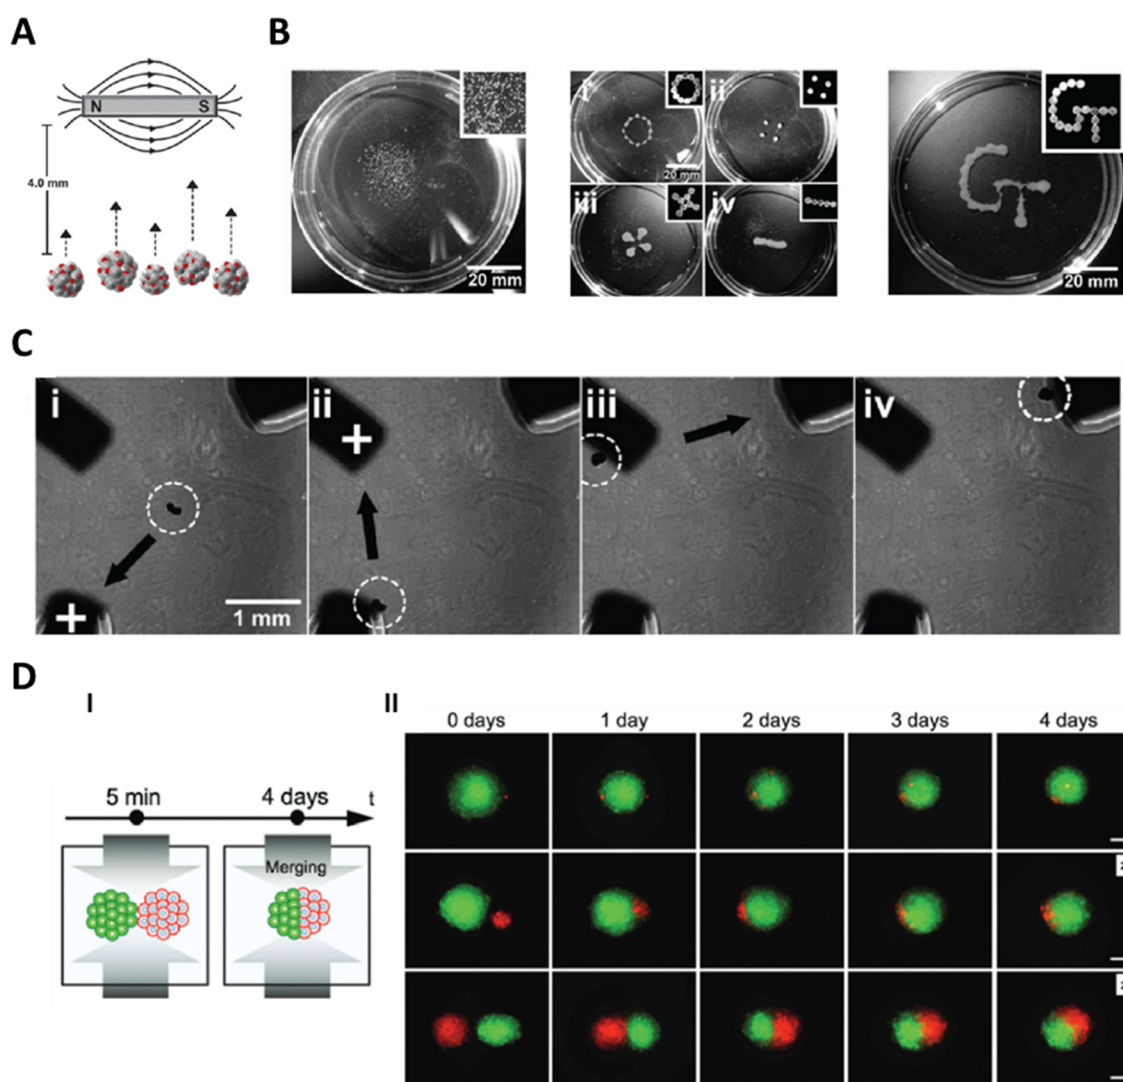 A
N S
4.0 mm
B
20 mm
i ii
20 mm
iii iv
20 mm
C
i ii iii iv
+ +
1 mm
D
I II
0 days 1 day 2 days 3 days 4 days
5 min 4 days t
Merging